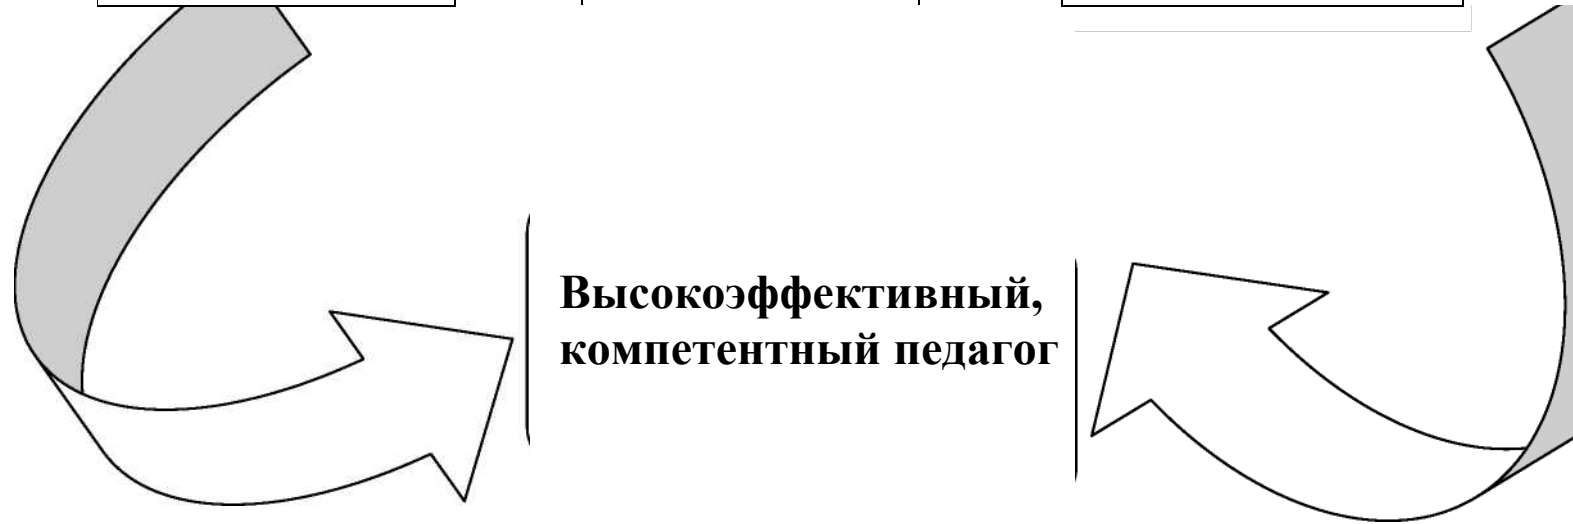 Высокоэффективный,
компетентный педагог